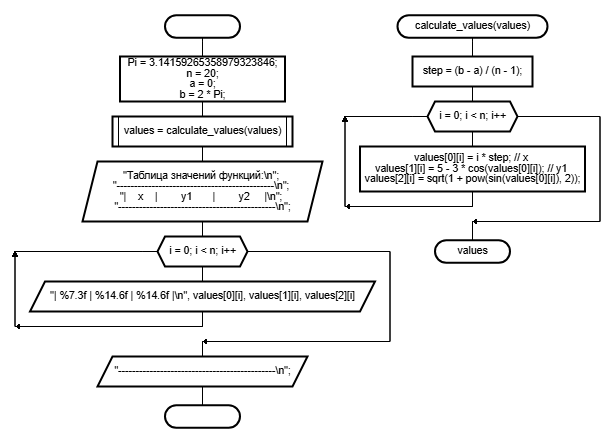 Pi = 3.14159265358979323846;
n = 20;
a = 0;
b = 2 * Pi;
values = calculate_values(values)
"Таблица значений функций:\n";
"---------------------------------------------\n";
"|    x    |        y1       |        y2     |\n";
"---------------------------------------------\n";
i = 0; i < n; i++
"| %7.3f | %14.6f | %14.6f |\n", values[0][i], values[1][i], values[2][i]
"---------------------------------------------\n";
calculate_values(values)
step = (b - a) / (n - 1);
i = 0; i < n; i++
values[0][i] = i * step; // x
values[1][i] = 5 - 3 * cos(values[0][i]); // y1
values[2][i] = sqrt(1 + pow(sin(values[0][i]), 2));
values